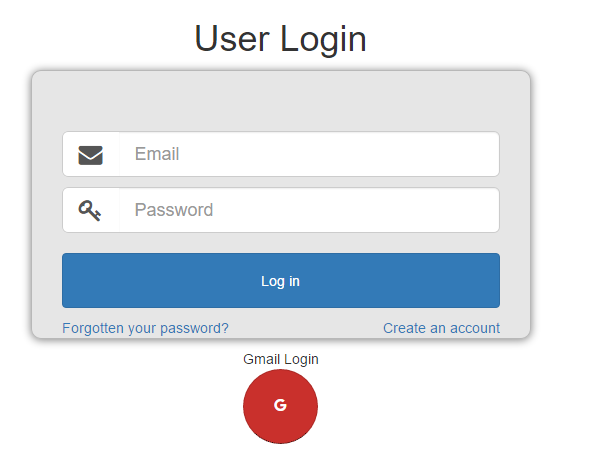 User Login
Email
Password
Log in
Forgotten your password? Create an account
Gmail Login
G